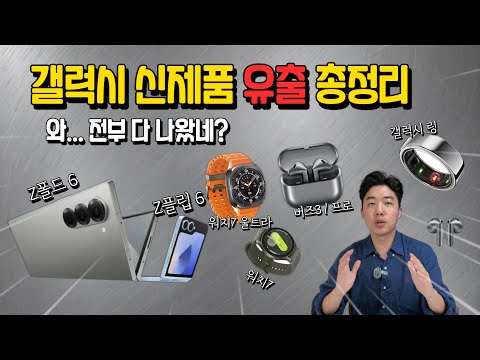 갤럭시 신제품 유출 총정리
와... 전부 다 나왔네?
갤럭시 링
Z폴드 6
Z플립 6
워치7 울트라
버즈3 / 프로
워치7